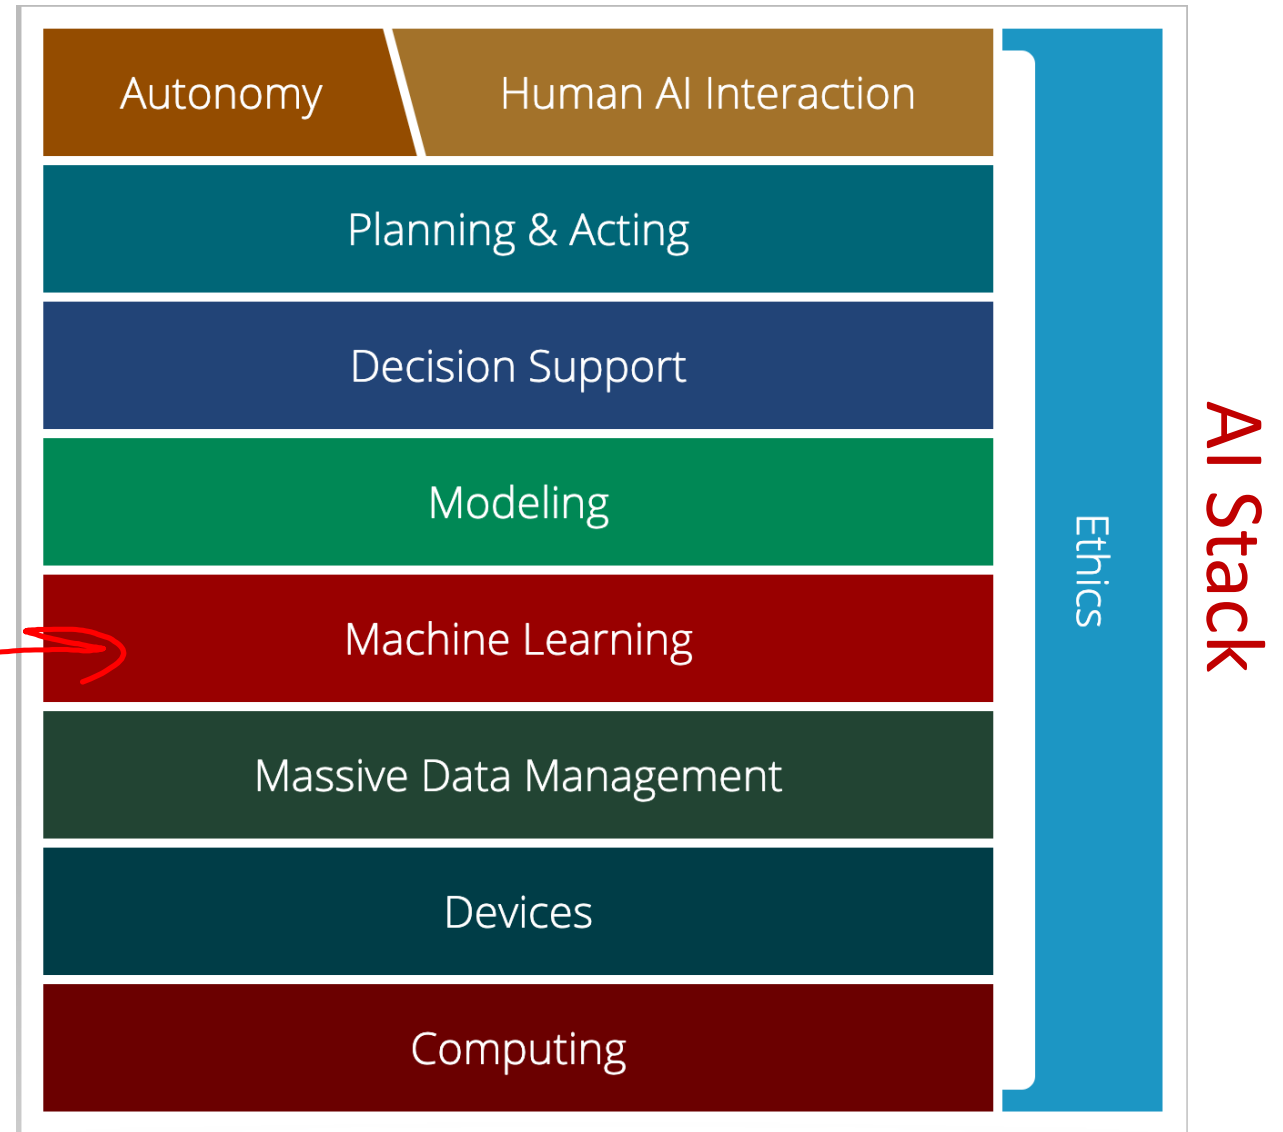 Autonomy
Human AI Interaction
Planning & Acting
Decision Support
Modeling
Machine Learning
Massive Data Management
Devices
Computing
Ethics
AI Stack